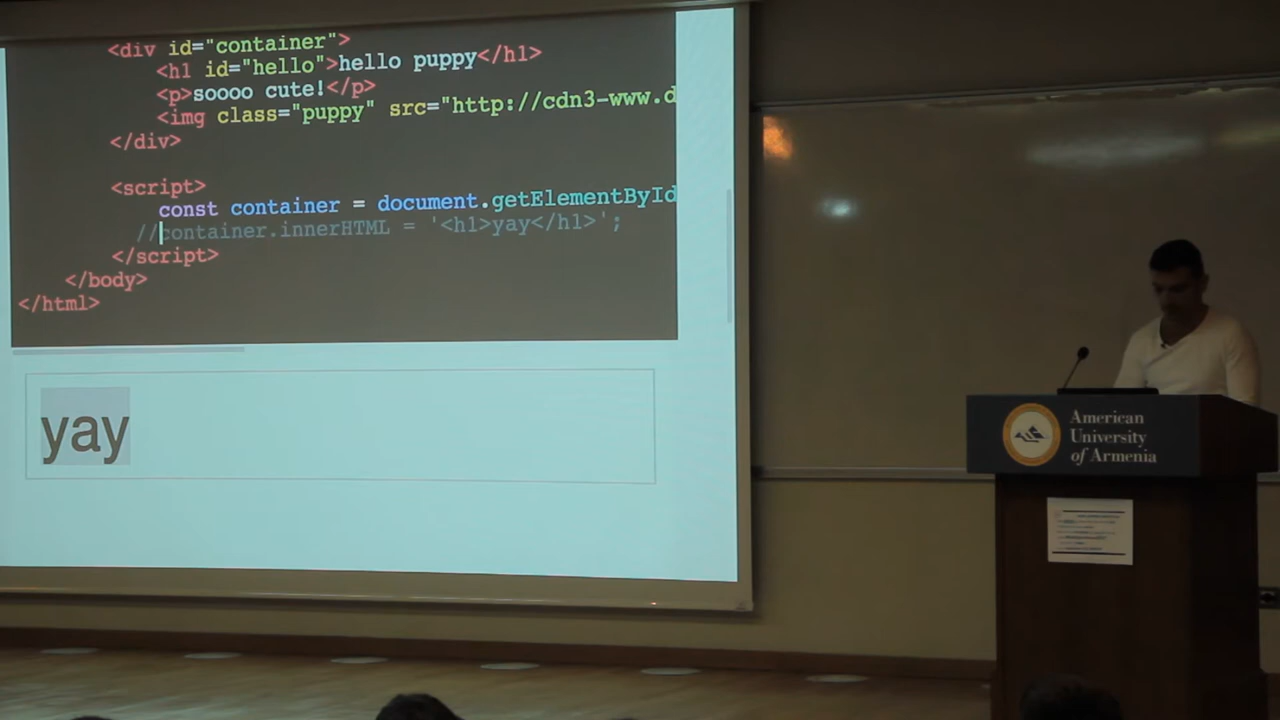 <div id="container">
<h1 id="hello">hello puppy</h1>
<p>soooo cute!</p>
<img class="puppy" src="http://cdn3-www.d
</div>
<script>
const container = document.getElementById
//container.innerHTML = '<h1>yay</h1>';
</script>
</body>
</html>
yay
American
University
of Armenia